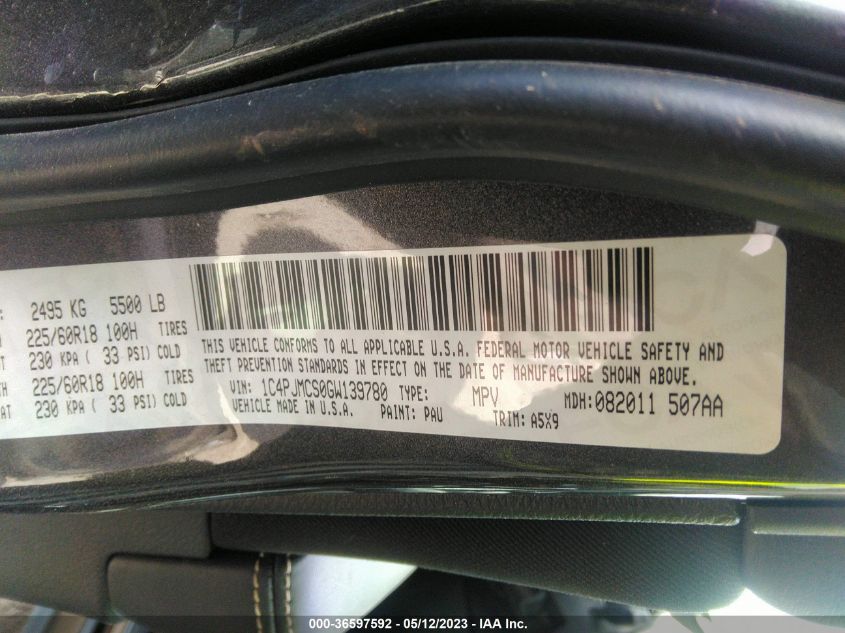 2495 KG 5500 LB
225/60R18 100H TIRES
230 KPA ( 33 PSI) COLD
225/60R18 100H TIRES
230 KPA ( 33 PSI) COLD
THIS VEHICLE CONFORMS TO ALL APPLICABLE U.S.A. FEDERAL MOTOR VEHICLE SAFETY AND
THEFT PREVENTION STANDARDS IN EFFECT ON THE DATE OF MANUFACTURE SHOWN ABOVE.
VIN: 1C4PJMCS0GW139780 TYPE: MPV MDH:082011 507AA
VEHICLE MADE IN U.S.A. PAINT: PAU TRIM: A5X9
000-36597592 - 05/12/2023 - IAA Inc.